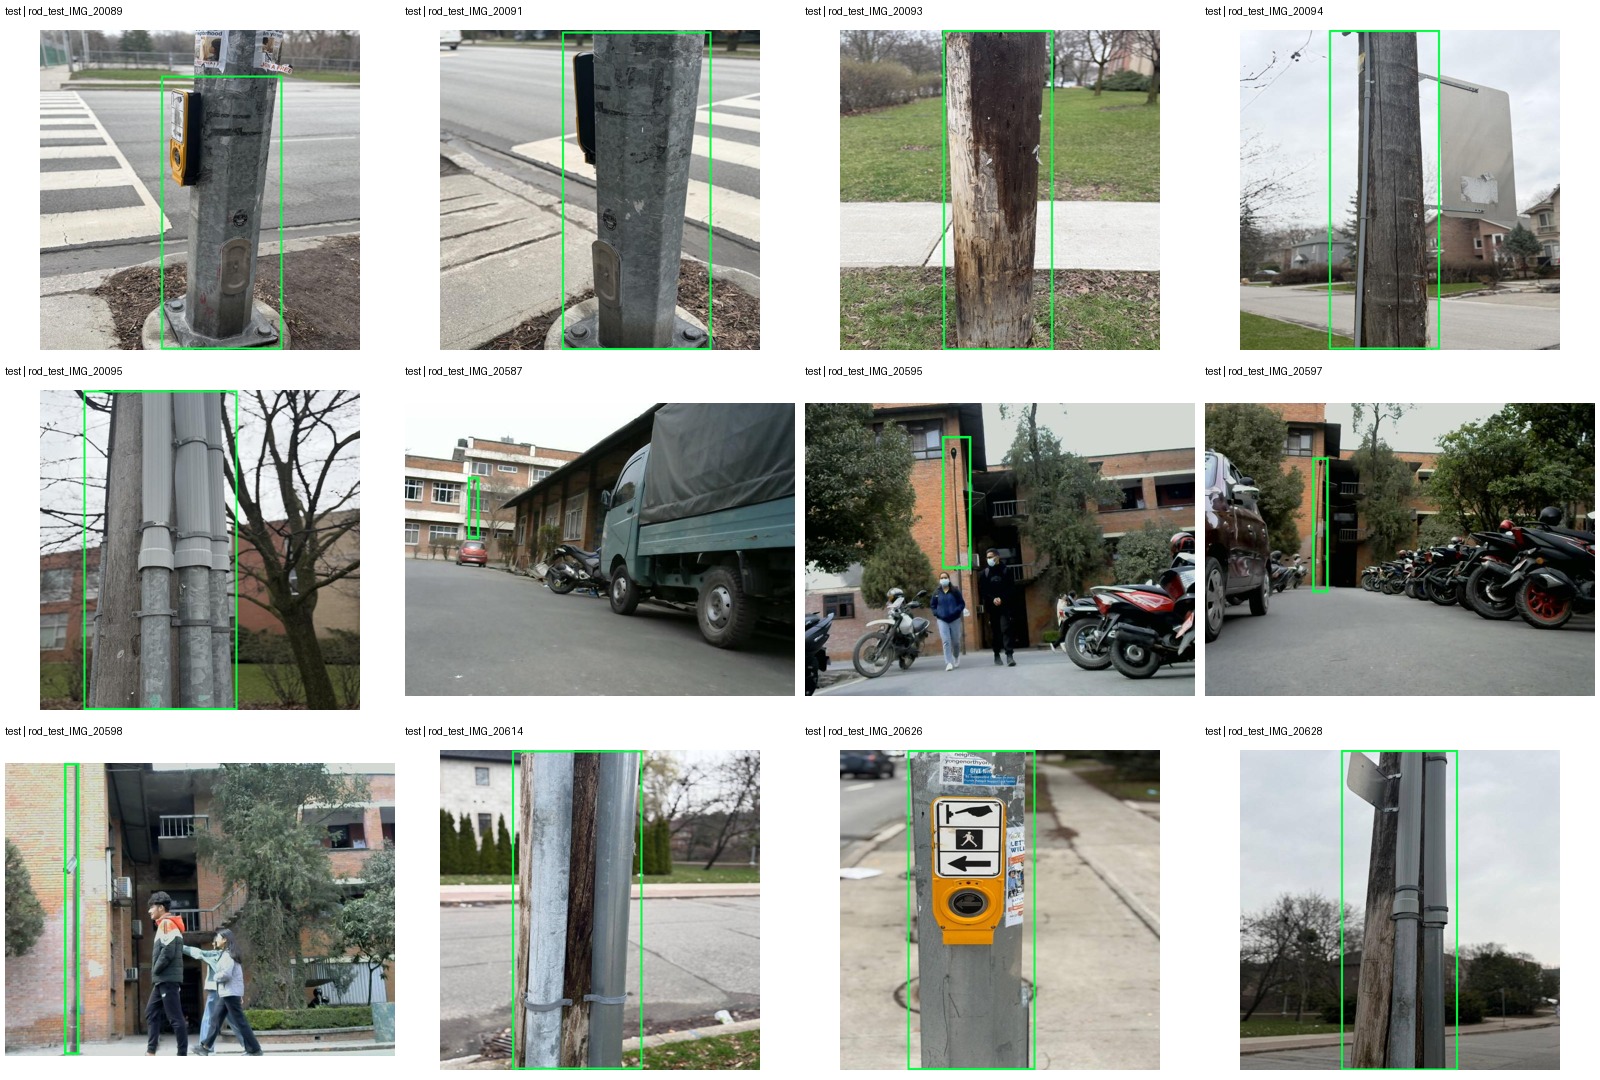 test | rod_test_IMG_20089
test | rod_test_IMG_20091
test | rod_test_IMG_20093
test | rod_test_IMG_20094
test | rod_test_IMG_20095
test | rod_test_IMG_20587
test | rod_test_IMG_20595
test | rod_test_IMG_20597
test | rod_test_IMG_20598
test | rod_test_IMG_20614
test | rod_test_IMG_20626
test | rod_test_IMG_20628